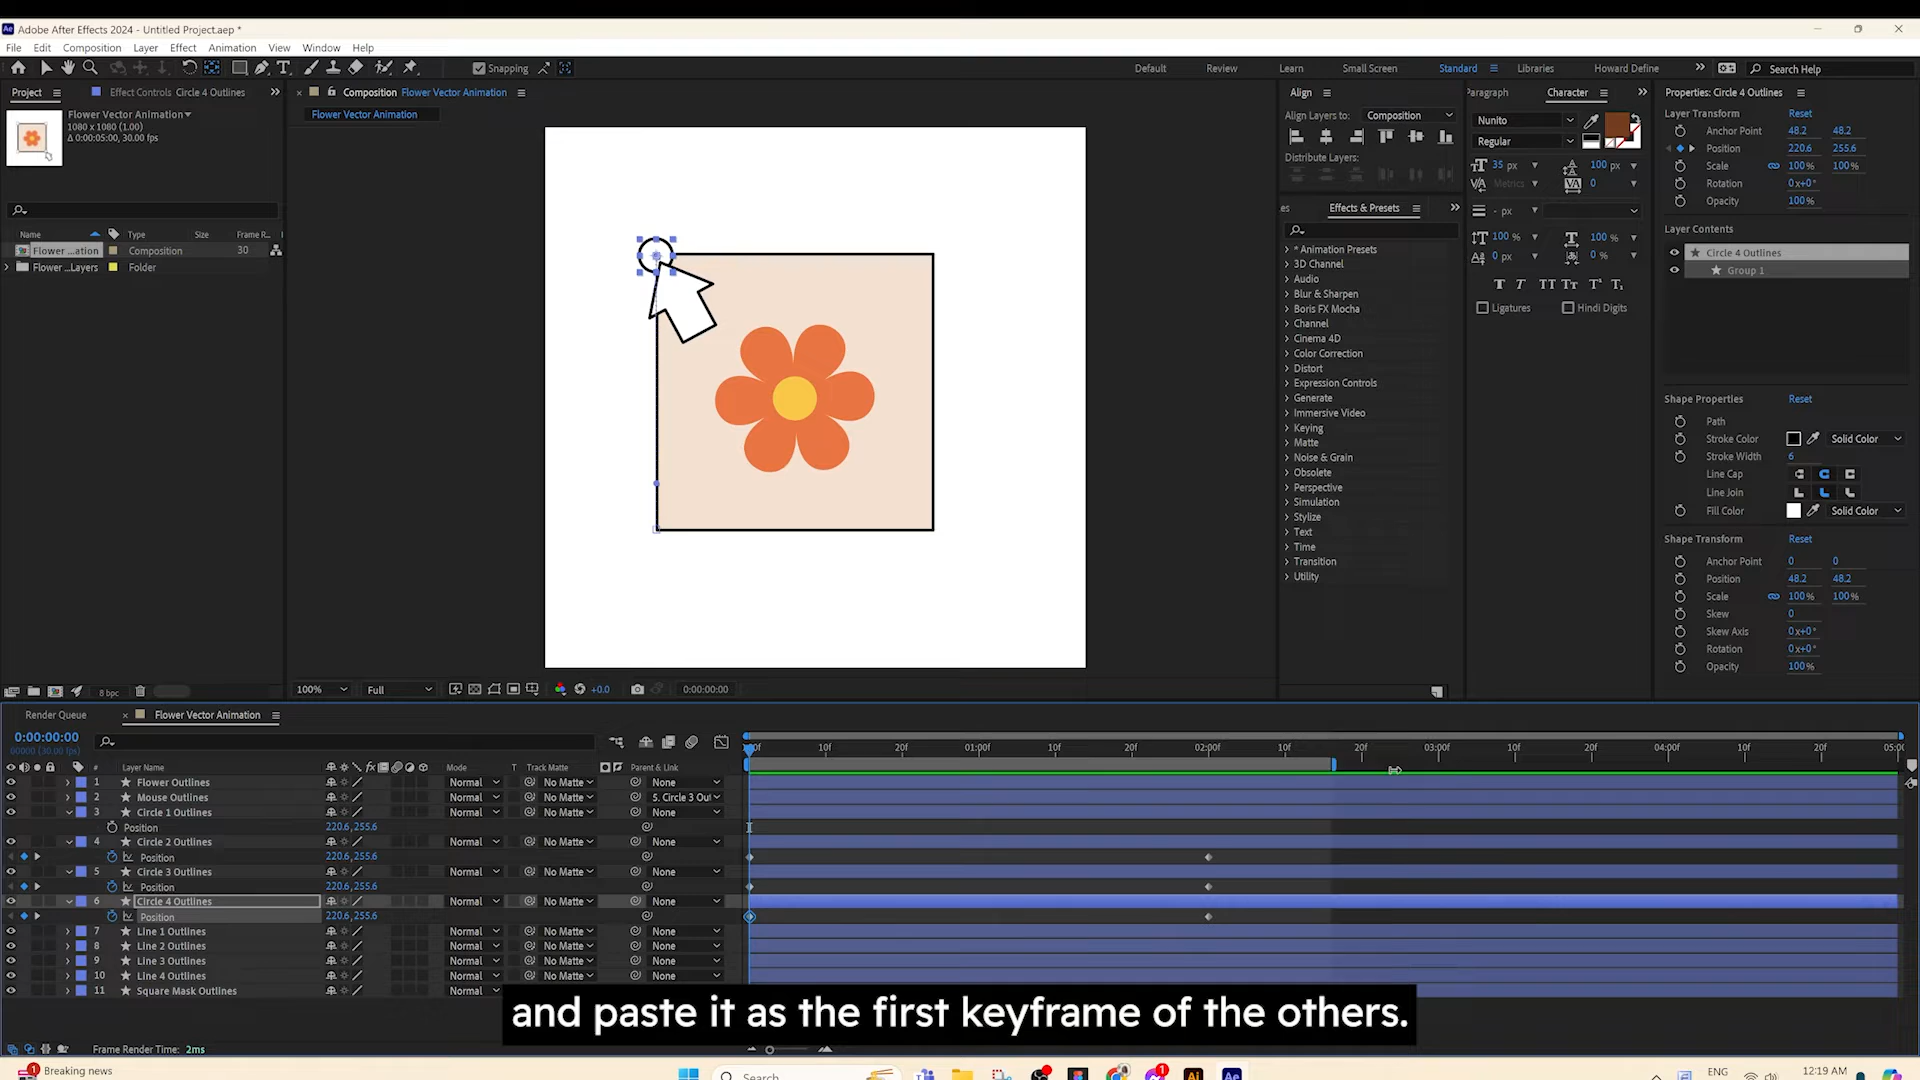 Adobe After Effects 2024 - Untitled Project.aep *
File Edit Composition Layer Effect Animation View Window Help
Snapping
Default Review Learn Small Screen Standard Libraries Howard Define Search Help
Project Effect Controls Circle 4 Outlines
Flower Vector Animation
1080 x 1080 (1.00)
Δ 0:00:05:00, 30.00 fps
Name Type Size Frame R..
Flower ...ation Composition 30
Flower ...Layers Folder
8 bpc
Composition Flower Vector Animation
Flower Vector Animation
100% Full +0.0 0:00:00:00
Align
Align Layers to: Composition
Distribute Layers:
Effects & Presets
* Animation Presets
3D Channel
Audio
Blur & Sharpen
Boris FX Mocha
Channel
Cinema 4D
Color Correction
Distort
Expression Controls
Generate
Immersive Video
Keying
Matte
Noise & Grain
Obsolete
Perspective
Simulation
Stylize
Text
Time
Transition
Utility
Paragraph Character
Nunito
Regular
35 px 100 px
Metrics 0
- px
100 % 100 %
0 px 0 %
Ligatures Hindi Digits
Properties: Circle 4 Outlines
Layer Transform Reset
Anchor Point 48.2 48.2
Position 220.6 255.6
Scale 100% 100%
Rotation 0x+0°
Opacity 100%
Layer Contents
Circle 4 Outlines
Group 1
Shape Properties Reset
Path
Stroke Color Solid Color
Stroke Width 6
Line Cap
Line Join
Fill Color Solid Color
Shape Transform Reset
Anchor Point 0 0
Position 48.2 48.2
Scale 100% 100%
Skew 0
Skew Axis 0x+0°
Rotation 0x+0°
Opacity 100%
Render Queue Flower Vector Animation
0:00:00:00
00000 (30.00 fps)
10f 20f 01:00f 10f 20f 02:00f 10f 20f 03:00f 10f 20f 04:00f 10f 20f 05:0
# Layer Name Mode T Track Matte Parent & Link
1 Flower Outlines Normal No Matte None
2 Mouse Outlines Normal No Matte 5. Circle 3 Out
3 Circle 1 Outlines Normal No Matte None
Position 220.6,255.6
4 Circle 2 Outlines Normal No Matte None
Position 220.6,255.6
5 Circle 3 Outlines Normal No Matte None
Position 220.6,255.6
6 Circle 4 Outlines Normal No Matte None
Position 220.6,255.6
7 Line 1 Outlines Normal No Matte None
8 Line 2 Outlines Normal No Matte None
9 Line 3 Outlines Normal No Matte None
10 Line 4 Outlines Normal No Matte None
11 Square Mask Outlines Normal
and paste it as the first keyframe of the others.
Frame Render Time: 2ms
1 Breaking news
Search
ENG 12:19 AM